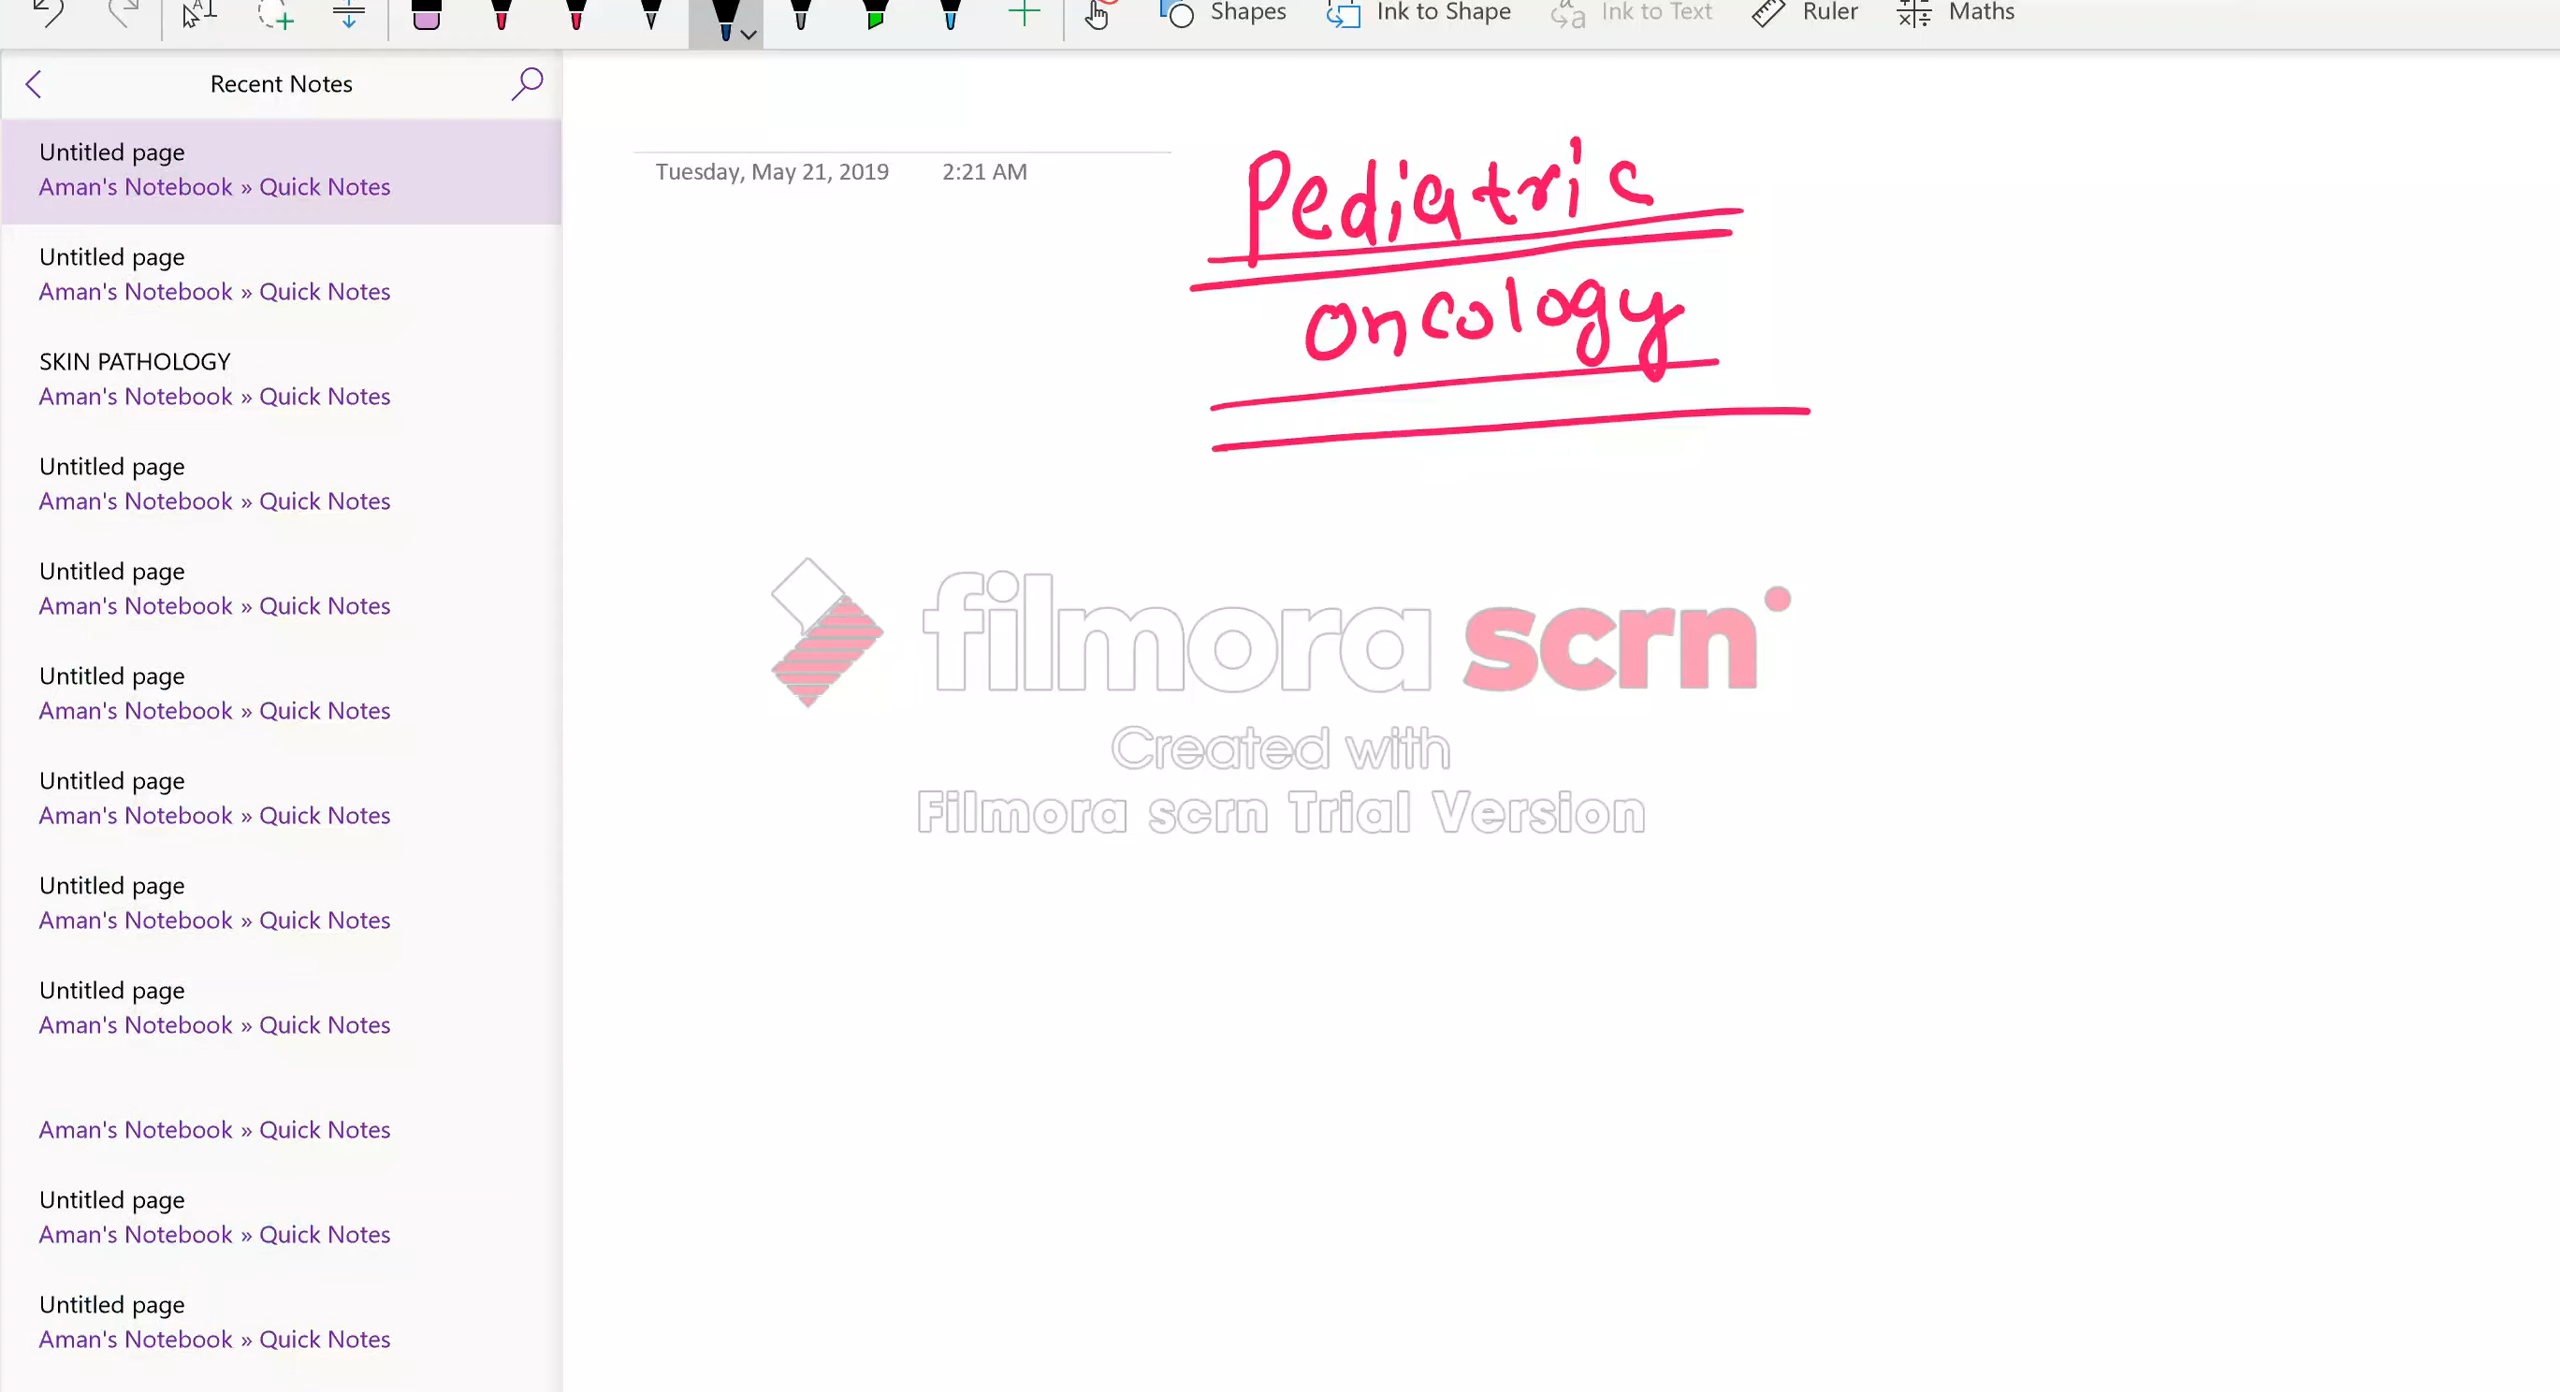 Shapes
Ink to Shape
Ink to Text
Ruler
Maths
Recent Notes
Untitled page
Aman's Notebook » Quick Notes
Untitled page
Aman's Notebook » Quick Notes
SKIN PATHOLOGY
Aman's Notebook » Quick Notes
Untitled page
Aman's Notebook » Quick Notes
Untitled page
Aman's Notebook » Quick Notes
Untitled page
Aman's Notebook » Quick Notes
Untitled page
Aman's Notebook » Quick Notes
Untitled page
Aman's Notebook » Quick Notes
Untitled page
Aman's Notebook » Quick Notes
Aman's Notebook » Quick Notes
Untitled page
Aman's Notebook » Quick Notes
Untitled page
Aman's Notebook » Quick Notes
Tuesday, May 21, 2019 2:21 AM
Pediatric
oncology
filmora scrn
Created with
Filmora scrn Trial Version